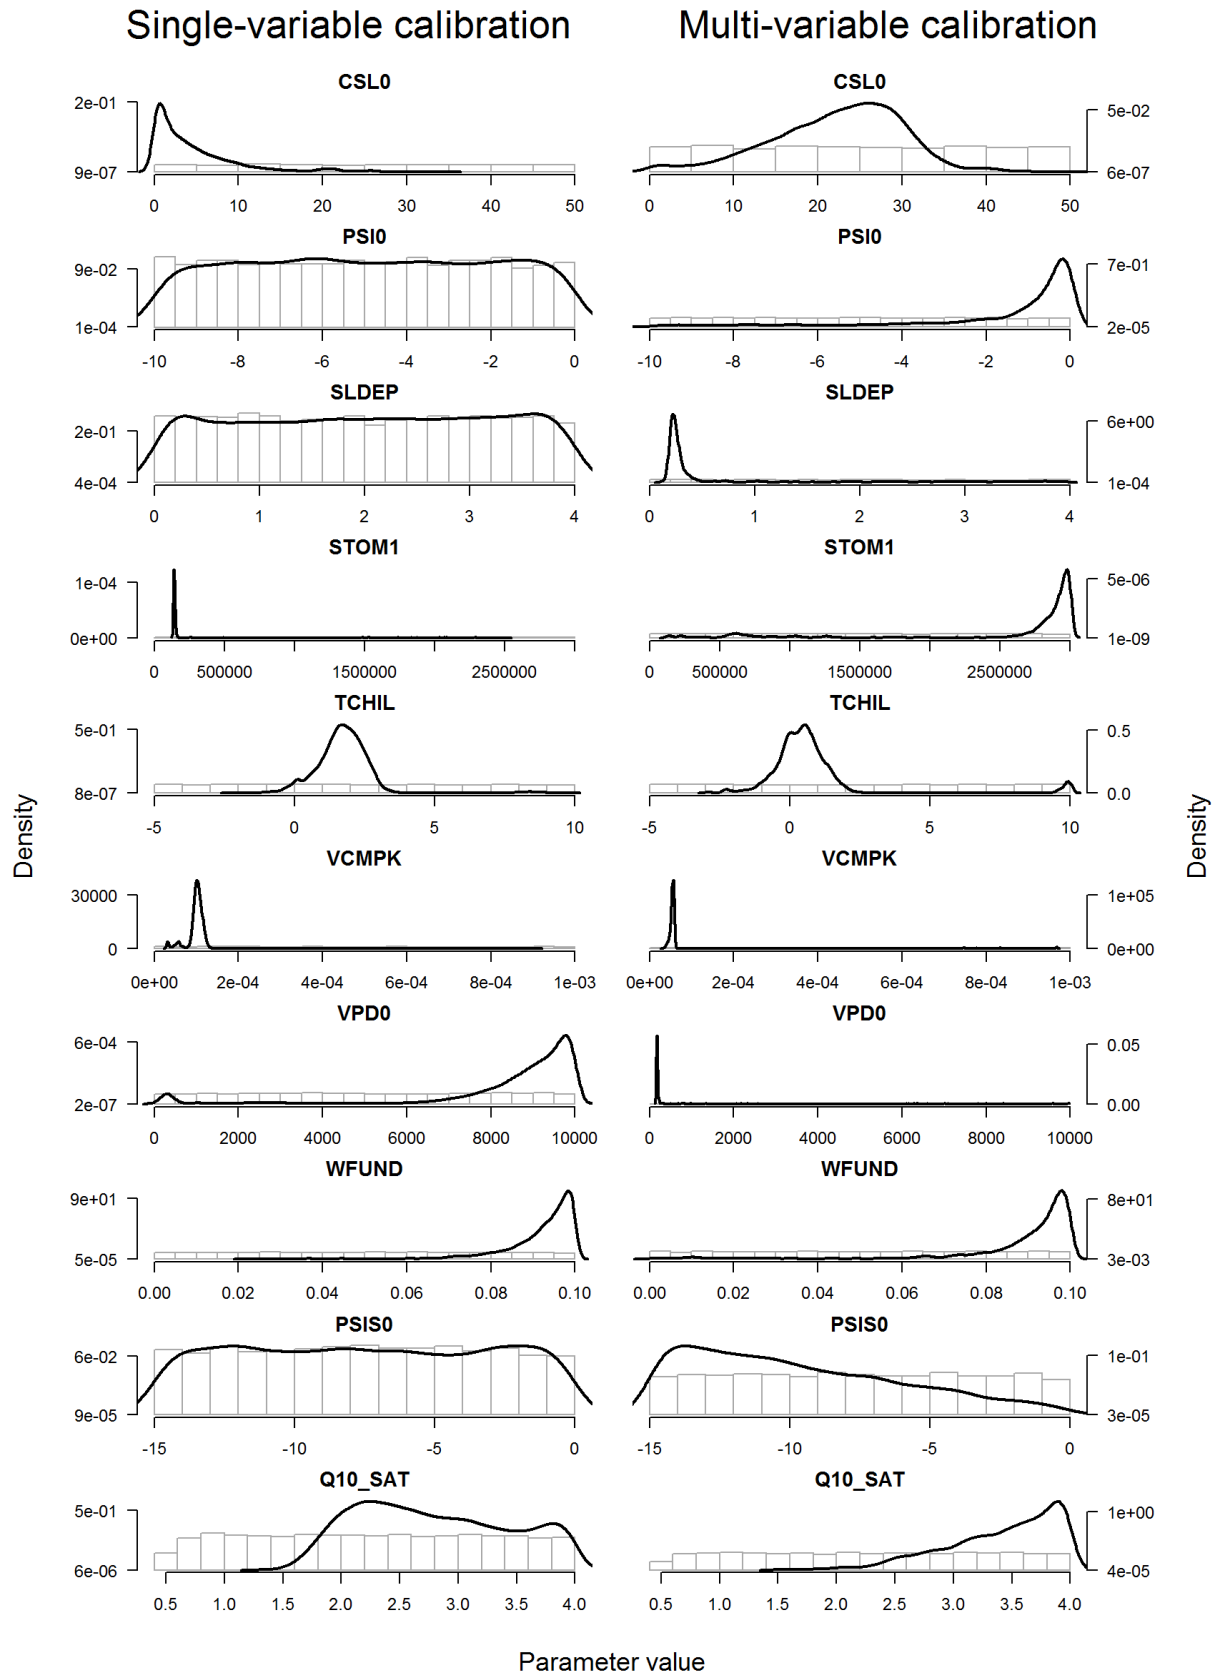 Single-variable calibration Multi-variable calibration
CSL0 CSL0
2e-01 5e-02
9e-07 6e-07
0 10 20 30 40 50 0 10 20 30 40 50
PSI0 PSI0
9e-02 7e-01
1e-04 2e-05
-10 -8 -6 -4 -2 0 -10 -8 -6 -4 -2 0
SLDEP SLDEP
2e-01 6e+00
4e-04 1e-04
0 1 2 3 4 0 1 2 3 4
STOM1 STOM1
1e-04 5e-06
0e+00 1e-09
0 500000 1500000 2500000 0 500000 1500000 2500000
TCHIL TCHIL
5e-01 0.5
8e-07 0.0
-5 0 5 10 -5 0 5 10
Density Density
VCMPK VCMPK
30000 1e+05
0 0e+00
0e+00 2e-04 4e-04 6e-04 8e-04 1e-03 0e+00 2e-04 4e-04 6e-04 8e-04 1e-03
VPD0 VPD0
6e-04 0.05
2e-07 0.00
0 2000 4000 6000 8000 10000 0 2000 4000 6000 8000 10000
WFUND WFUND
9e+01 8e+01
5e-05 3e-03
0.00 0.02 0.04 0.06 0.08 0.10 0.00 0.02 0.04 0.06 0.08 0.10
PSIS0 PSIS0
6e-02 1e-01
9e-05 3e-05
-15 -10 -5 0 -15 -10 -5 0
Q10_SAT Q10_SAT
5e-01 1e+00
6e-06 4e-05
0.5 1.0 1.5 2.0 2.5 3.0 3.5 4.0 0.5 1.0 1.5 2.0 2.5 3.0 3.5 4.0
Parameter value